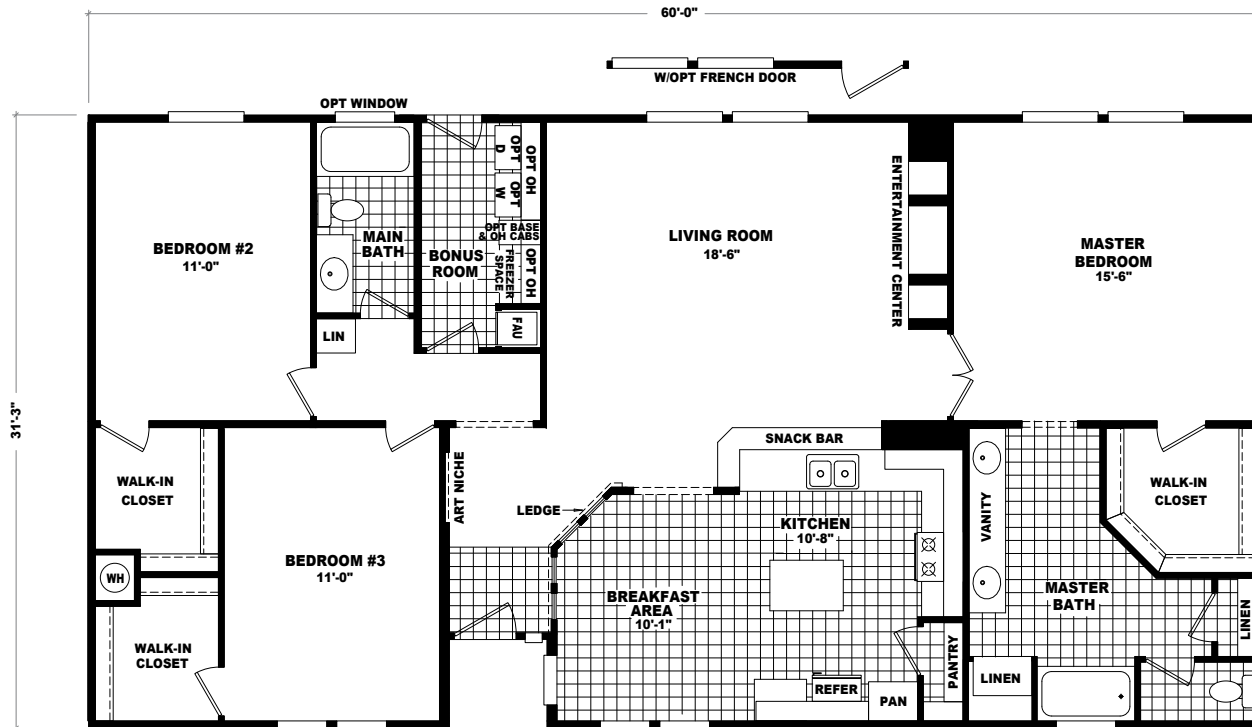 60'-0"
W/OPT FRENCH DOOR
OPT WINDOW
31'-3"
BEDROOM #2
11'-0"
MAIN
BATH
LIN
BONUS
ROOM
OPT
D
OPT
W
OPT OH
OPT BASE
& OH CABS
FREEZER
SPACE
OPT OH
FAU
LIVING ROOM
18'-6"
ENTERTAINMENT CENTER
MASTER
BEDROOM
15'-6"
WALK-IN
CLOSET
WH
WALK-IN
CLOSET
BEDROOM #3
11'-0"
ART NICHE
LEDGE
SNACK BAR
KITCHEN
10'-8"
BREAKFAST
AREA
10'-1"
REFER
PAN
PANTRY
VANITY
MASTER
BATH
WALK-IN
CLOSET
LINEN
LINEN